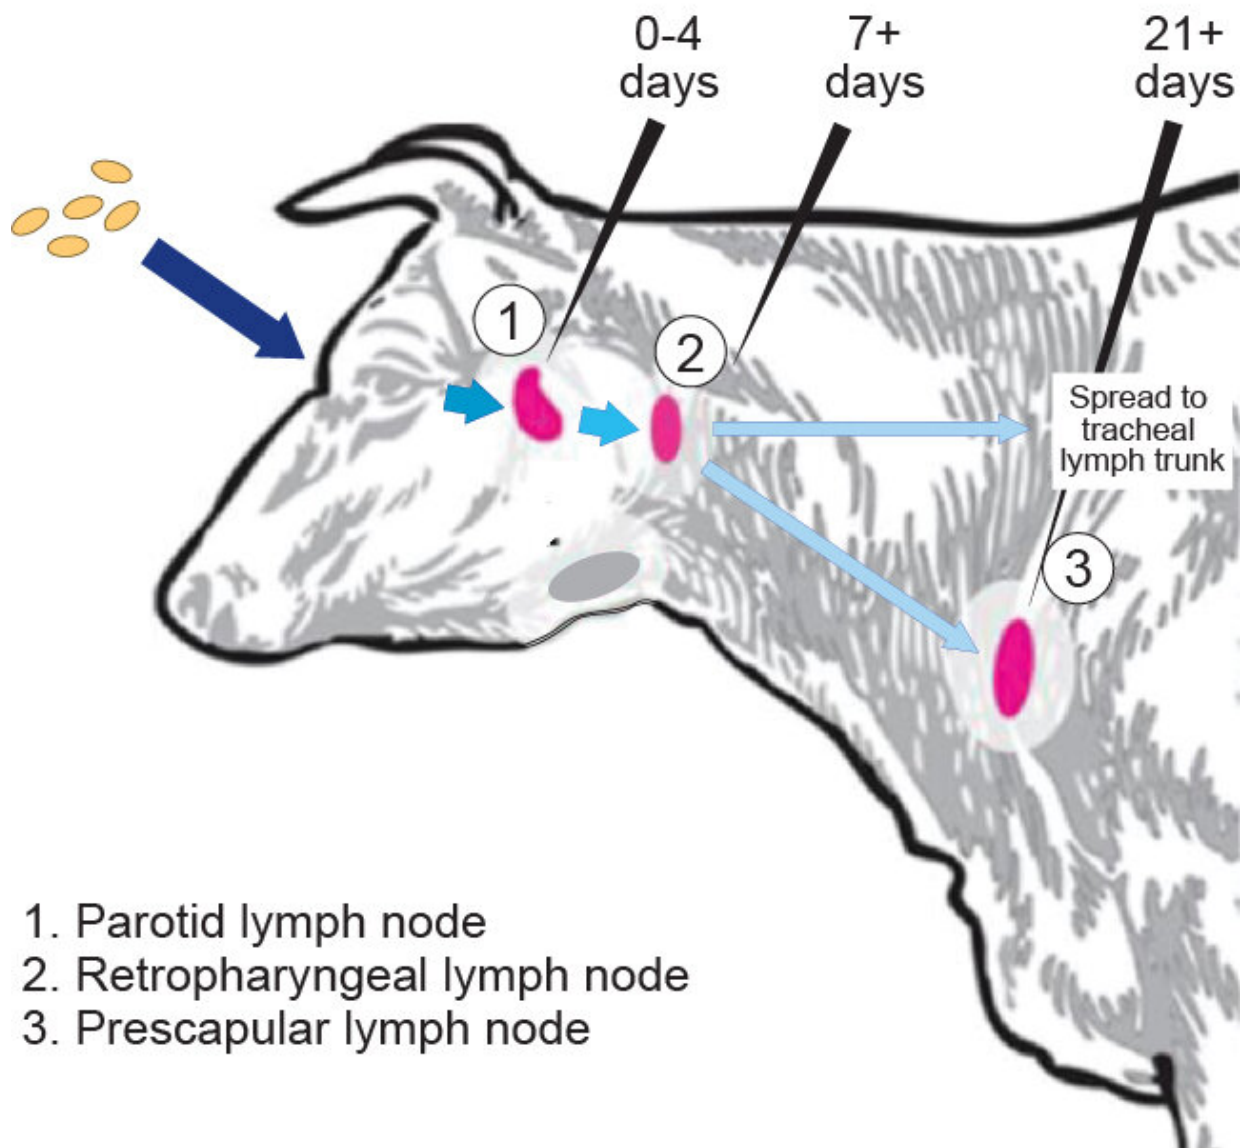 0-4
days
7+
days
21+
days
1
2
Spread to
tracheal
lymph trunk
3
1. Parotid lymph node
2. Retropharyngeal lymph node
3. Prescapular lymph node